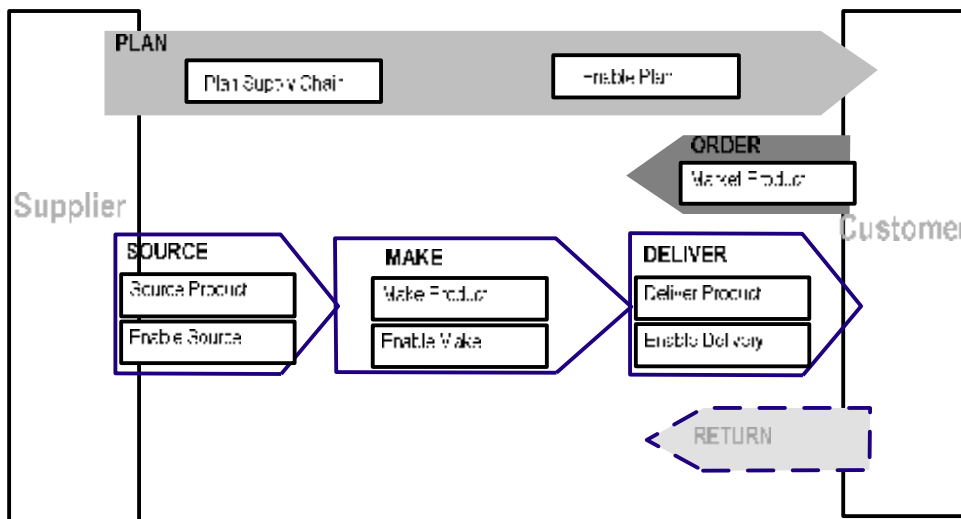 PLAN
Plan Supply Chain
Enable Plan
ORDER
Market Product
Supplier
Customer
SOURCE
Source Product
Enable Source
MAKE
Make Product
Enable Make
DELIVER
Deliver Product
Enable Delivery
RETURN